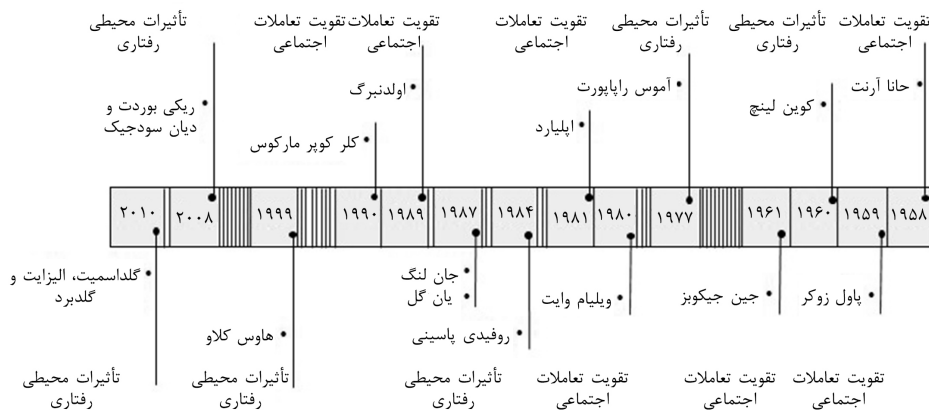 تقویت تعاملات
اجتماعی
تأثیرات محیطی
رفتاری
تأثیرات محیطی
رفتاری
تقویت تعاملات
اجتماعی
تقویت تعاملات
اجتماعی
تقویت تعاملات
اجتماعی
تأثیرات محیطی
رفتاری
حانا آرنت
کوین لینچ
آموس راپاپورت
اپلیارد
اولدنبرگ
کلر کوپر مارکوس
ریکی بوردت و
دیان سودجیک
۱۹۵۸
۱۹۵۹
۱۹۶۰
۱۹۶۱
۱۹۷۷
۱۹۸۰
۱۹۸۱
۱۹۸۴
۱۹۸۷
۱۹۸۹
۱۹۹۰
۱۹۹۹
۲۰۰۸
۲۰۱۰
پاول زوکر
جین جیکوبز
ویلیام وایت
روفیدی پاسینی
جان لنگ
یان گل
هاوس کلاو
گلداسمیت، الیزایت و
گلدبرد
تقویت تعاملات
اجتماعی
تقویت تعاملات
اجتماعی
تقویت تعاملات
اجتماعی
تأثیرات محیطی
رفتاری
تأثیرات محیطی
رفتاری
تأثیرات محیطی
رفتاری